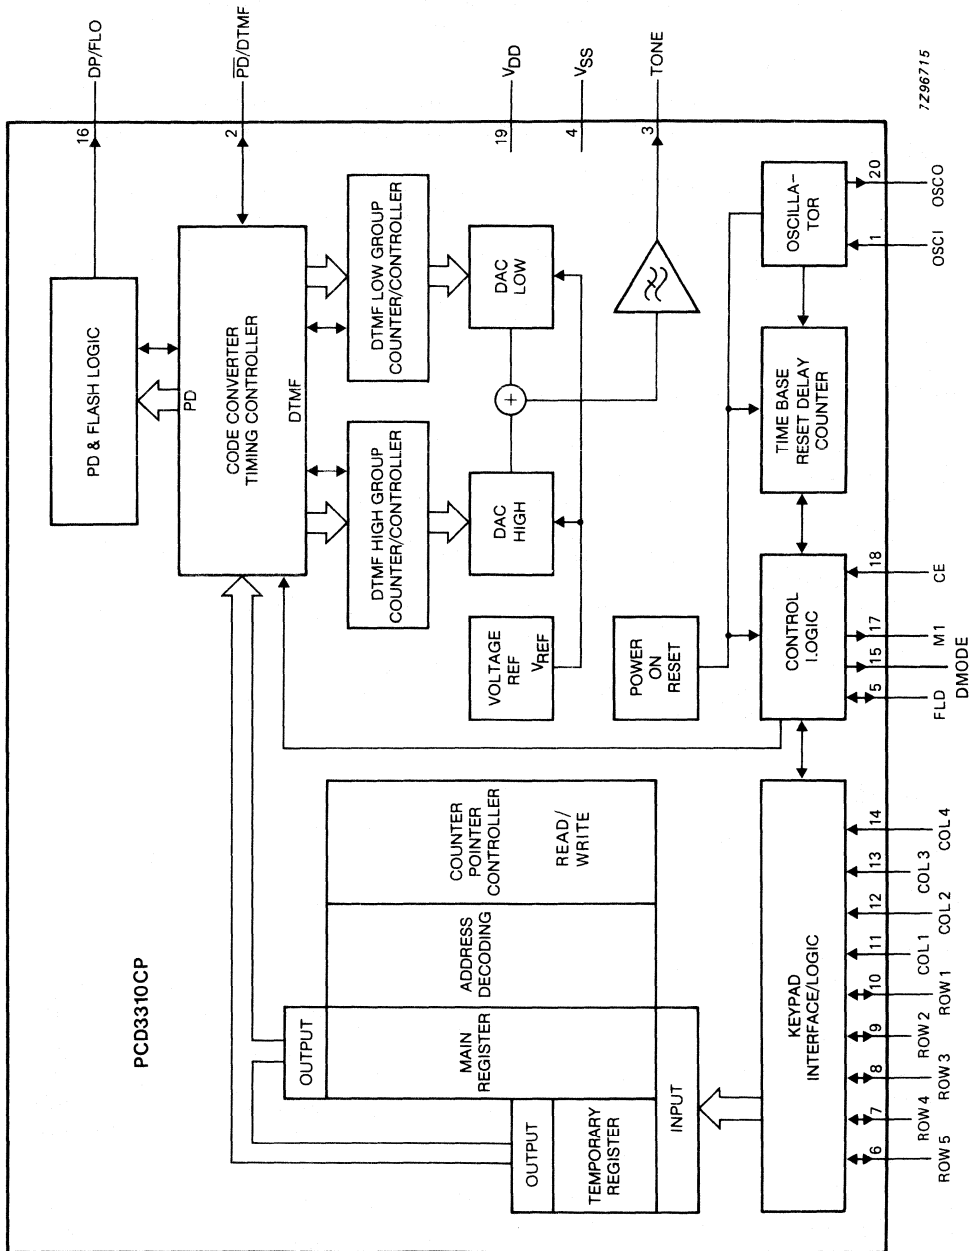 PCD3310CP
OUTPUT
OUTPUT
TEMPORARY
REGISTER
MAIN
REGISTER
INPUT
ADDRESS
DECODING
COUNTER
POINTER
CONTROLLER
READ/
WRITE
KEYPAD
INTERFACE/LOGIC
6
7
8
9
10
11
12
13
14
ROW 5
ROW 4
ROW 3
ROW 2
ROW 1
COL 1
COL 2
COL 3
COL 4
PD & FLASH LOGIC
PD
CODE CONVERTER
TIMING CONTROLLER
DTMF
DTMF HIGH GROUP
COUNTER/CONTROLLER
DTMF LOW GROUP
COUNTER/CONTROLLER
VOLTAGE
REF
VREF
DAC
HIGH
+
DAC
LOW
POWER
ON
RESET
CONTROL
LOGIC
TIME BASE
RESET DELAY
COUNTER
OSCILLA-
TOR
5
15
17
18
1
20
FLD
DMODE
M1
CE
OSCI
OSCO
16
DP/FLO
2
P̅D̅/DTMF
19
VDD
4
VSS
3
TONE
7Z96715